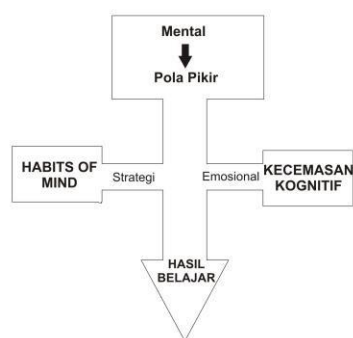 Mental
Pola Pikir
HABITS OF
MIND
Strategi
Emosional
KECEMASAN
KOGNITIF
HASIL
BELAJAR